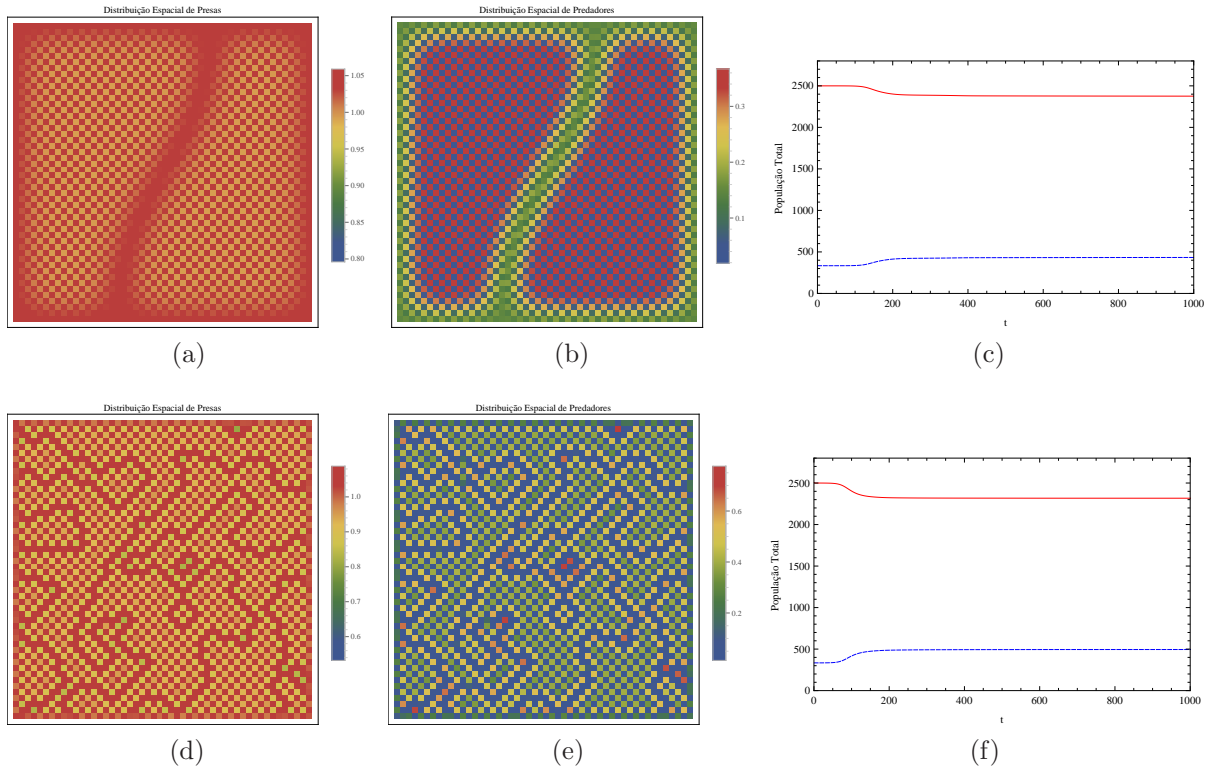 Distribuição Espacial de Presas
1.05
1.00
0.95
0.90
0.85
0.80
(a)
Distribuição Espacial de Predadores
0.3
0.2
0.1
(b)
População Total
2500
2000
1500
1000
500
0
0 200 400 600 800 1000
t
(c)
Distribuição Espacial de Presas
1.0
0.9
0.8
0.7
0.6
(d)
Distribuição Espacial de Predadores
0.6
0.4
0.2
(e)
População Total
2500
2000
1500
1000
500
0
0 200 400 600 800 1000
t
(f)